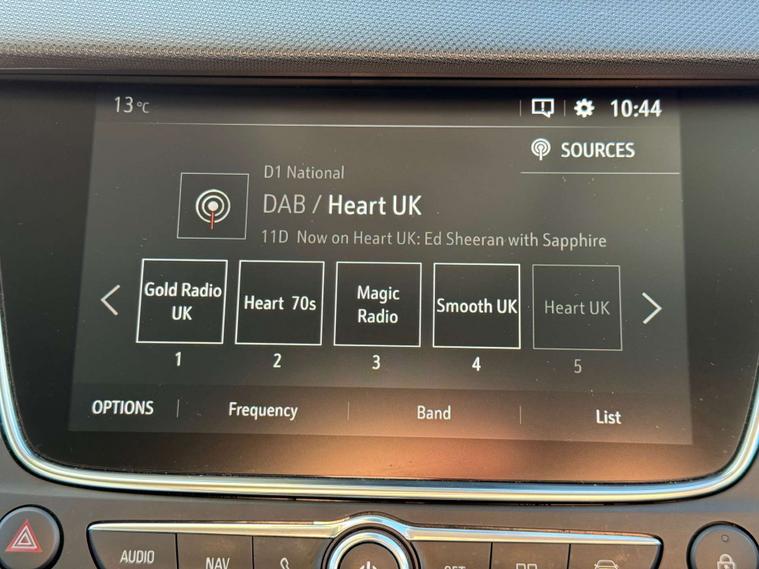 13°C
10:44
SOURCES
D1 National
DAB / Heart UK
11D Now on Heart UK: Ed Sheeran with Sapphire
Gold Radio
UK
Heart 70s
Magic
Radio
Smooth UK
Heart UK
1
2
3
4
5
OPTIONS
Frequency
Band
List
AUDIO
NAV